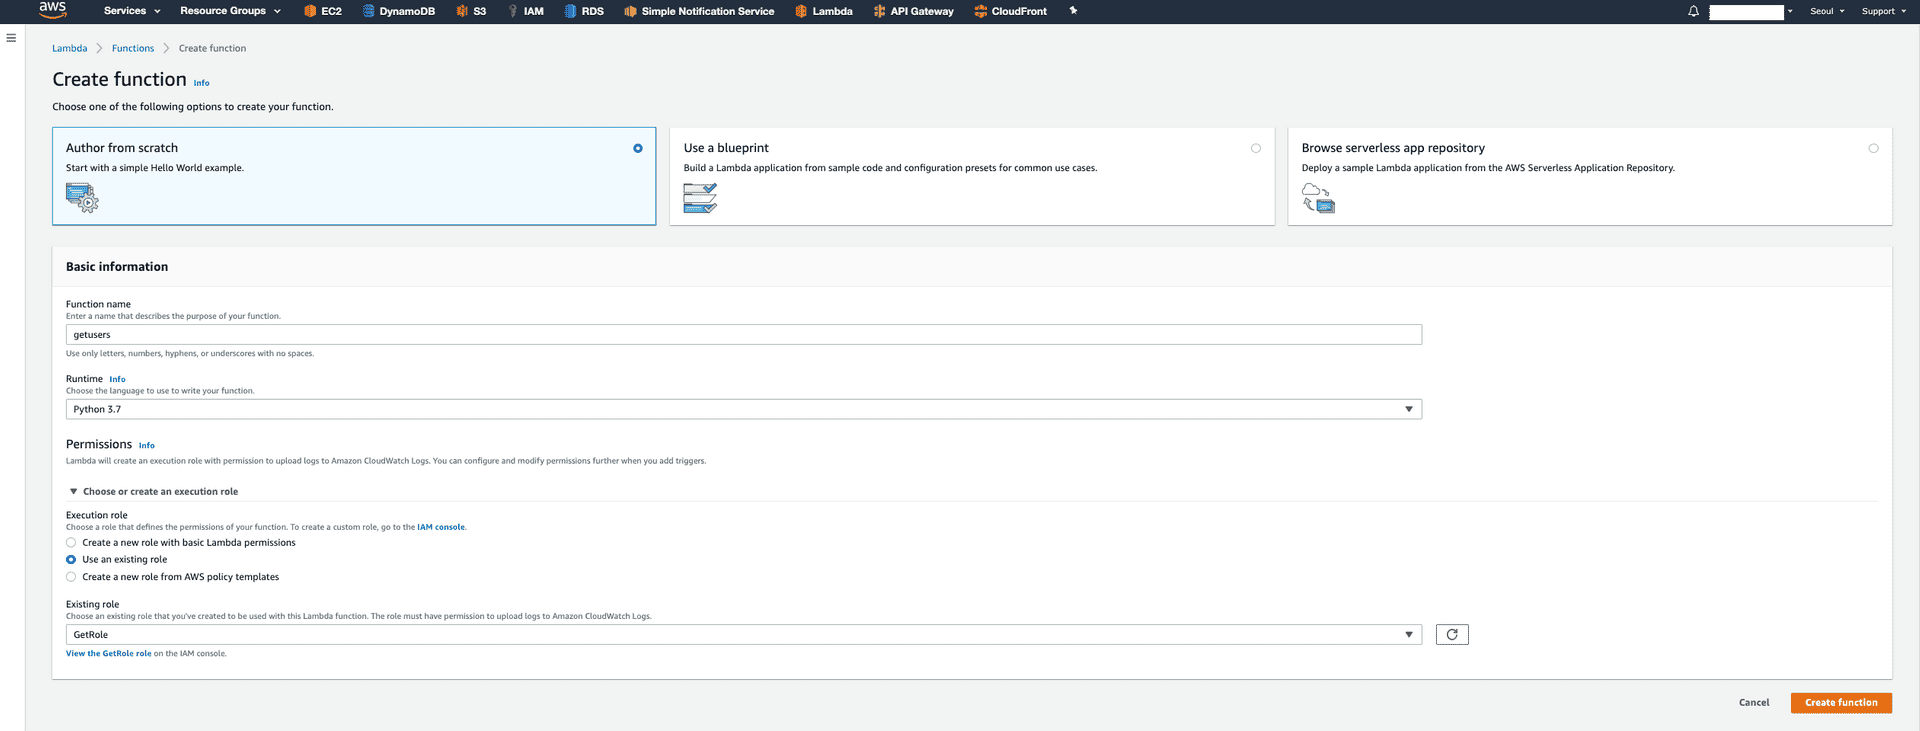 aws Services Resource Groups EC2 DynamoDB S3 IAM RDS Simple Notification Service Lambda API Gateway CloudFront Seoul Support
Lambda Functions Create function
Create function Info
Choose one of the following options to create your function.
Author from scratch
Start with a simple Hello World example.
Use a blueprint
Build a Lambda application from sample code and configuration presets for common use cases.
Browse serverless app repository
Deploy a sample Lambda application from the AWS Serverless Application Repository.
Basic information
Function name
Enter a name that describes the purpose of your function.
getusers
Use only letters, numbers, hyphens, or underscores with no spaces.
Runtime Info
Choose the language to use to write your function.
Python 3.7
Permissions Info
Lambda will create an execution role with permission to upload logs to Amazon CloudWatch Logs. You can configure and modify permissions further when you add triggers.
Choose or create an execution role
Execution role
Choose a role that defines the permissions of your function. To create a custom role, go to the IAM console.
Create a new role with basic Lambda permissions
Use an existing role
Create a new role from AWS policy templates
Existing role
Choose an existing role that you've created to be used with this Lambda function. The role must have permission to upload logs to Amazon CloudWatch Logs.
GetRole
View the GetRole role on the IAM console.
Cancel Create function